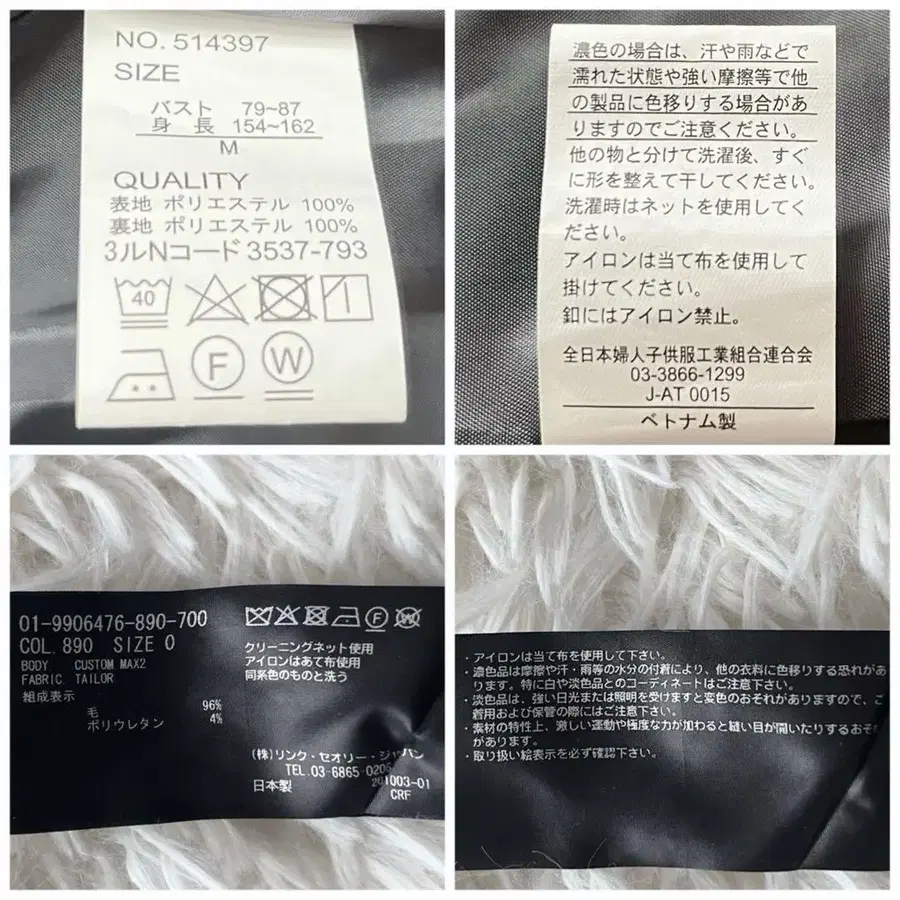 NO. 514397
SIZE
バスト 79~87
身 長 154~162
M
QUALITY
表地 ポリエステル 100%
裏地 ポリエステル 100%
3ルNコード 3537-793
40
F
W
濃色の場合は、汗や雨などで
濡れた状態や強い摩擦等で他
の製品に色移りする場合があ
りますのでご注意ください。
他の物と分けて洗濯後、すぐ
に形を整えて干してください。
洗濯時はネットを使用してく
ださい。
アイロンは当て布を使用して
掛けてください。
釦にはアイロン禁止。
全日本婦人子供服工業組合連合会
03-3866-1299
J-AT 0015
ベトナム製
01-9906476-890-700
COL. 890 SIZE 0
BODY CUSTOM MAX2
FABRIC TAILOR
組成表示
毛 96%
ポリウレタン 4%
F
W
クリーニングネット使用
アイロンはあて布使用
同系色のものと洗う
(株)リンク・セオリー・ジャパン
TEL.03-6865-0206
日本製 201003-01
CRF
・アイロンは当て布を使用して下さい。
・濃色品は摩擦や汗・雨等の水分の付着により、他の衣料に色移りする恐れがあ
ります。特に白や淡色品とのコーディネートはご注意下さい。
・淡色品は、強い日光または照明を受けますと変色のおそれがありますので、ご
着用および保管の際にはご注意下さい。
・素材の特性上、激しい運動や極度な力が加わると縫い目が開いたりするおそ
があります。
・取り扱い絵表示を必ず確認下さい。